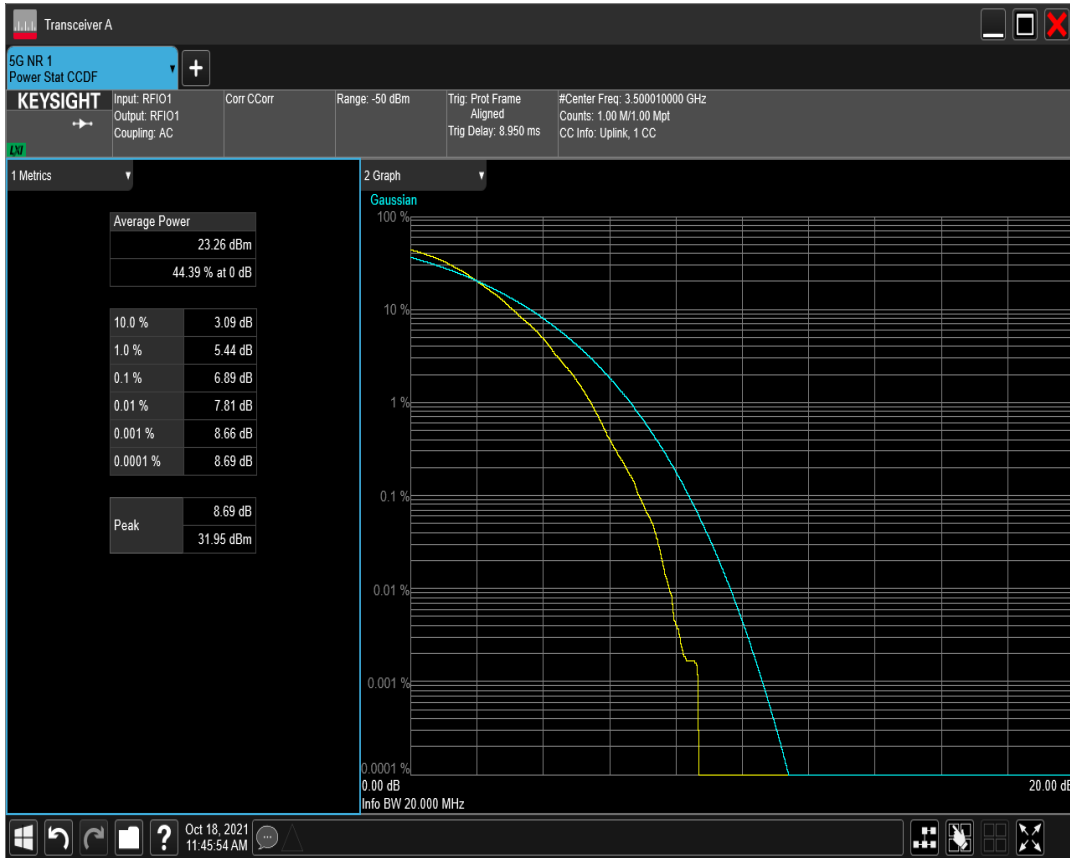 Transceiver A
5G NR 1
Power Stat CCDF
KEYSIGHT
LXI
Input: RFIO1
Output: RFIO1
Coupling: AC
Corr CCorr
Range: -50 dBm
Trig: Prot Frame
Aligned
Trig Delay: 8.950 ms
#Center Freq: 3.500010000 GHz
Counts: 1.00 M/1.00 Mpt
CC Info: Uplink, 1 CC
1 Metrics
Average Power
23.26 dBm
44.39 % at 0 dB
10.0 % 3.09 dB
1.0 % 5.44 dB
0.1 % 6.89 dB
0.01 % 7.81 dB
0.001 % 8.66 dB
0.0001 % 8.69 dB
Peak 8.69 dB
31.95 dBm
2 Graph
Gaussian
100 %
10 %
1 %
0.1 %
0.01 %
0.001 %
0.0001 %
0.00 dB 20.00 dB
Info BW 20.000 MHz
? Oct 18, 2021
11:45:54 AM